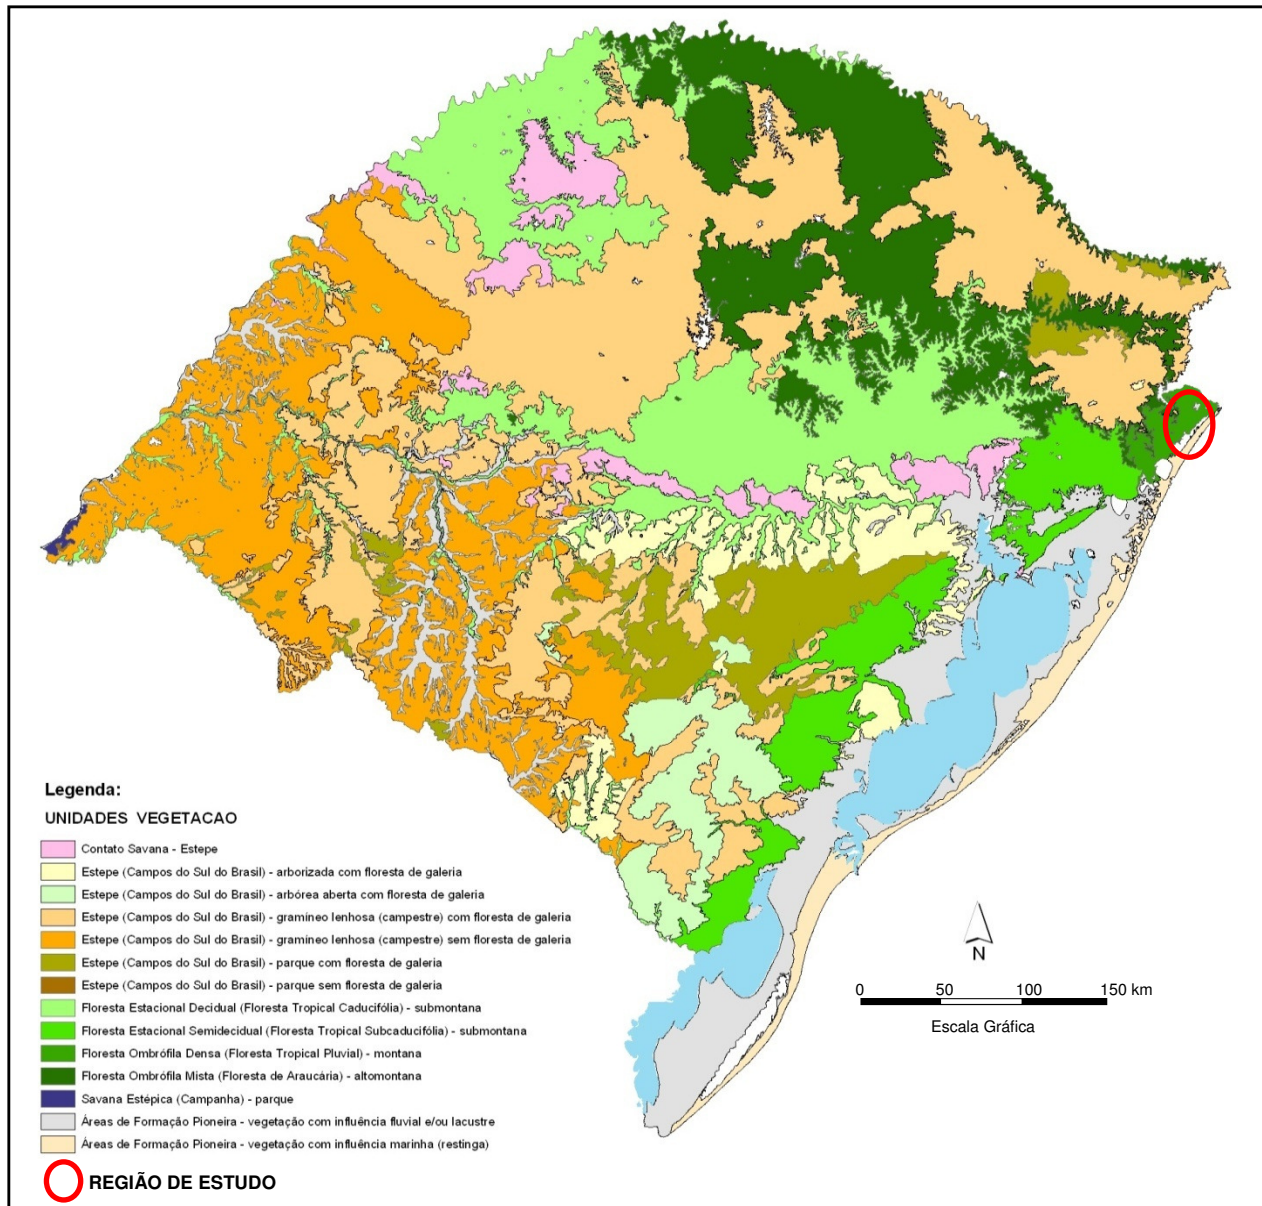 Legenda:
UNIDADES VEGETACAO
Contato Savana - Estepe
Estepe (Campos do Sul do Brasil) - arborizada com floresta de galeria
Estepe (Campos do Sul do Brasil) - arbórea aberta com floresta de galeria
Estepe (Campos do Sul do Brasil) - gramíneo lenhosa (campestre) com floresta de galeria
Estepe (Campos do Sul do Brasil) - gramíneo lenhosa (campestre) sem floresta de galeria
Estepe (Campos do Sul do Brasil) - parque com floresta de galeria
Estepe (Campos do Sul do Brasil) - parque sem floresta de galeria
Floresta Estacional Decidual (Floresta Tropical Caducifólia) - submontana
Floresta Estacional Semidecidual (Floresta Tropical Subcaducifólia) - submontana
Floresta Ombrófila Densa (Floresta Tropical Pluvial) - montana
Floresta Ombrófila Mista (Floresta de Araucária) - altomontana
Savana Estépica (Campanha) - parque
Áreas de Formação Pioneira - vegetação com influência fluvial e/ou lacustre
Áreas de Formação Pioneira - vegetação com influência marinha (restinga)
REGIÃO DE ESTUDO
N
0 50 100 150 km
Escala Gráfica